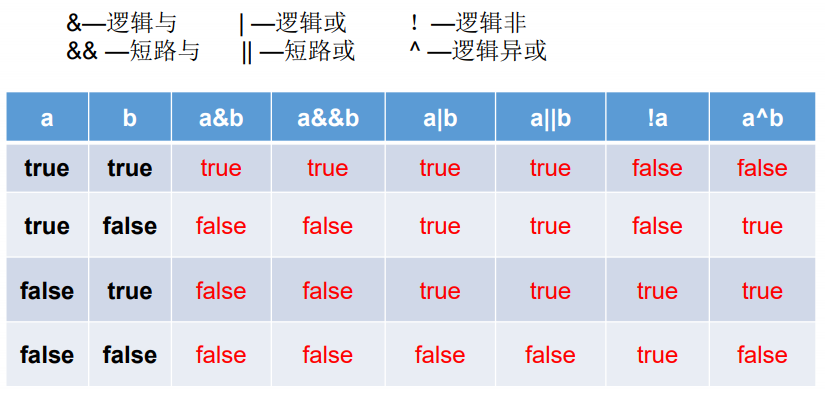 &—逻辑与 | —逻辑或 ！—逻辑非
&& —短路与 || —短路或 ^ —逻辑异或
a b a&b a&&b a|b a||b !a a^b
true true true true true true false false
true false false false true true false true
false true false false true true true true
false false false false false false true false